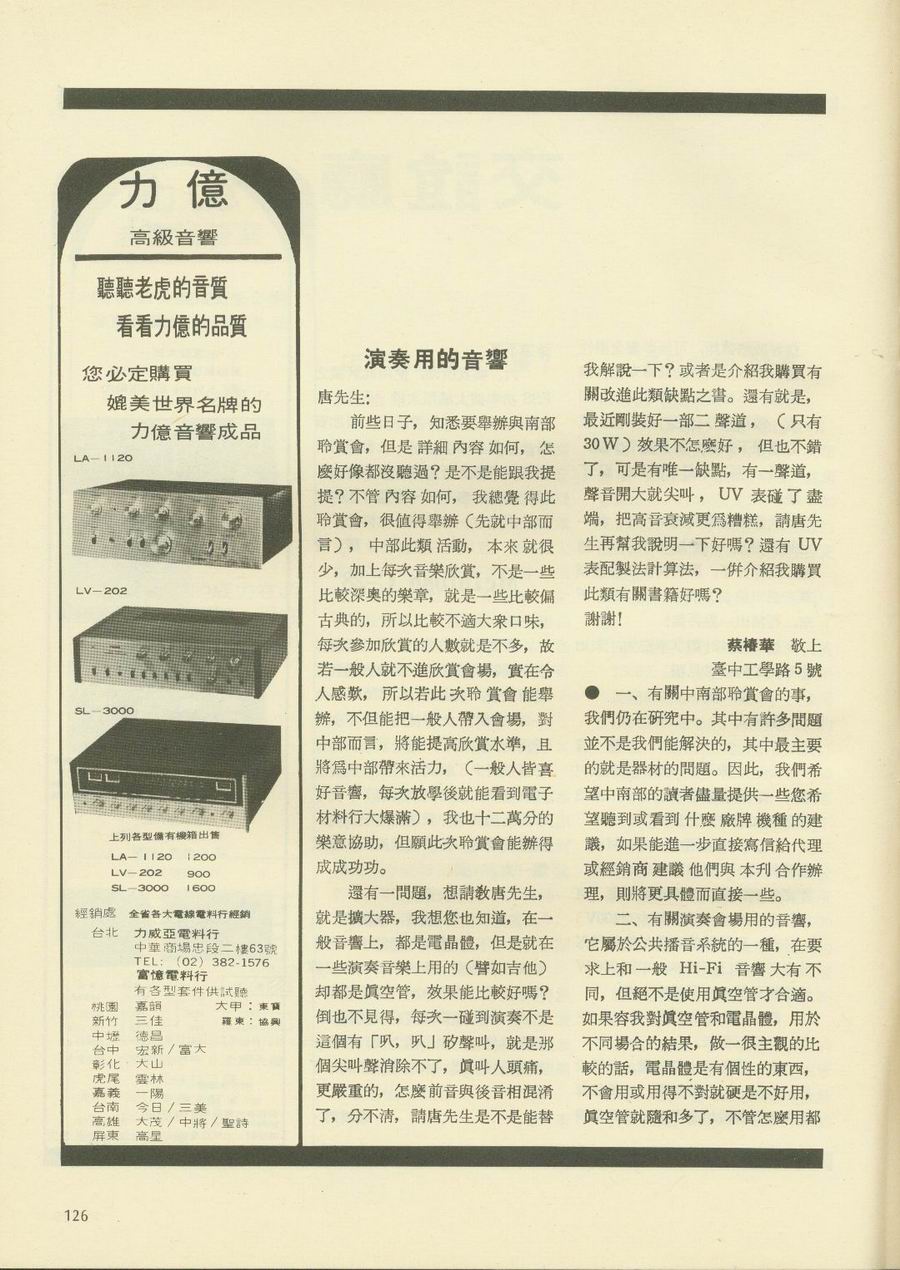 力億
高級音響
聽聽老虎的音質
看看力億的品質
您必定購買
媲美世界名牌的
力億音響成品
LA—1120
LV—202
SL—3000
上列各型備有機箱出售
LA—1120 1200
LV—202 900
SL—3000 1600
經銷處 全省各大電線電料行經銷
台北 力威亞電料行
中華商場忠段二樓63號
TEL: (02) 382-1576
富憶電料行
有各型套件供試聽
桃園 嘉韻 大甲:東寶
新竹 三佳 羅東:協興
中壢 德昌
台中 宏新/富大
彰化 大山
虎尾 雲林
嘉義 一陽
台南 今日/三美
高雄 大茂/中將/聖詩
屏東 高星
演奏用的音響
唐先生:
前些日子,知悉要舉辦與南部
聆賞會,但是詳細內容如何,怎
麽好像都沒聽過?是不是能跟我提
提?不管內容如何,我總覺得此
聆賞會,很值得舉辦(先就中部而
言),中部此類活動,本來就很
少,加上每次音樂欣賞,不是一些
比較深奧的樂章,就是一些比較偏
古典的,所以比較不適大衆口味,
每次參加欣賞的人數就是不多,故
若一般人就不進欣賞會場,實在令
人感歎,所以若此次聆賞會能舉
辦,不但能把一般人帶入會場,對
中部而言,將能提高欣賞水準,且
將爲中部帶來活力,(一般人皆喜
好音響,每次放學後就能看到電子
材料行大爆滿),我也十二萬分的
樂意協助,但願此次聆賞會能辦得
成成功功。
還有一問題,想請敎唐先生,
就是擴大器,我想您也知道,在一
般音響上,都是電晶體,但是就在
一些演奏音樂上用的(譬如吉他)
却都是眞空管,效果能比較好嗎?
倒也不見得,每次一碰到演奏不是
這個有「叭,叭」矽聲叫,就是那
個尖叫聲消除不了,眞叫人頭痛,
更嚴重的,怎麽前音與後音相混淆
了,分不淸,請唐先生是不是能替
我解說一下?或者是介紹我購買有
關改進此類缺點之書。還有就是,
最近剛裝好一部二聲道,(只有
30W)效果不怎麽好,但也不錯
了,可是有唯一缺點,有一聲道,
聲音開大就尖叫,UV 表碰了盡
端,把高音衰減更爲糟糕,請唐先
生再幫我說明一下好嗎?還有 UV
表配製法計算法,一併介紹我購買
此類有關書籍好嗎?
謝謝!
蔡椿華 敬上
臺中工學路5號
● 一、有關中南部聆賞會的事,
我們仍在研究中。其中有許多問題
並不是我們能解決的,其中最主要
的就是器材的問題。因此,我們希
望中南部的讀者儘量提供一些您希
望聽到或看到什麽廠牌機種的建
議,如果能進一步直接寫信給代理
或經銷商建議他們與本刋合作辦
理,則將更具體而直接一些。
二、有關演奏會場用的音響,
它屬於公共播音系統的一種,在要
求上和一般 Hi-Fi 音響大有不
同,但絕不是使用眞空管才合適。
如果容我對眞空管和電晶體,用於
不同場合的結果,做一很主觀的比
較的話,電晶體是有個性的東西,
不會用或用得不對就硬是不好用,
眞空管就隨和多了,不管怎麽用都
126